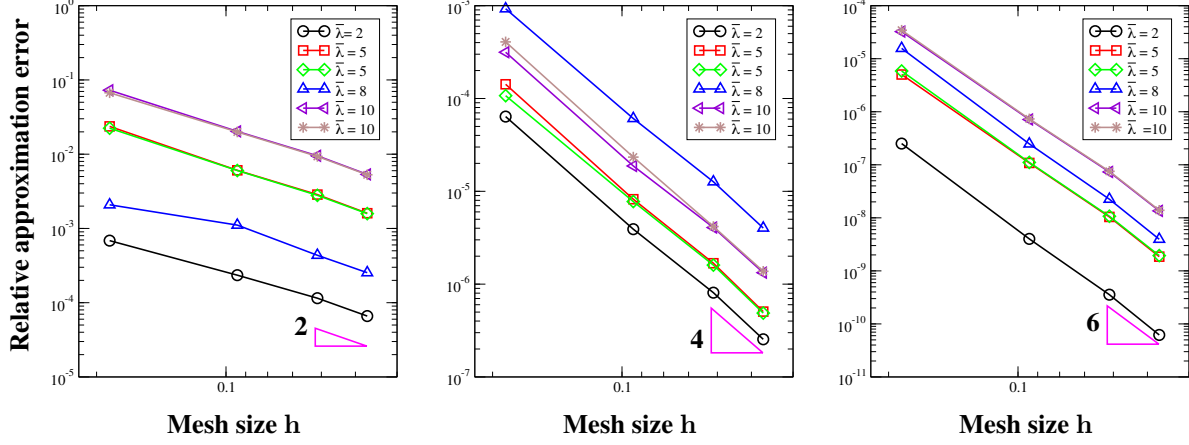 Relative approximation error
10^0
10^-1
10^-2
10^-3
10^-4
10^-5
0.1
λ̄ = 2
λ̄ = 5
λ̄ = 5
λ̄ = 8
λ̄ = 10
λ̄ = 10
2
Mesh size h
10^-3
10^-4
10^-5
10^-6
10^-7
0.1
λ̄ = 2
λ̄ = 5
λ̄ = 5
λ̄ = 8
λ̄ = 10
λ̄ = 10
4
Mesh size h
10^-4
10^-5
10^-6
10^-7
10^-8
10^-9
10^-10
10^-11
0.1
λ̄ = 2
λ̄ = 5
λ̄ = 5
λ̄ = 8
λ̄ = 10
λ̄ =10
6
Mesh size h